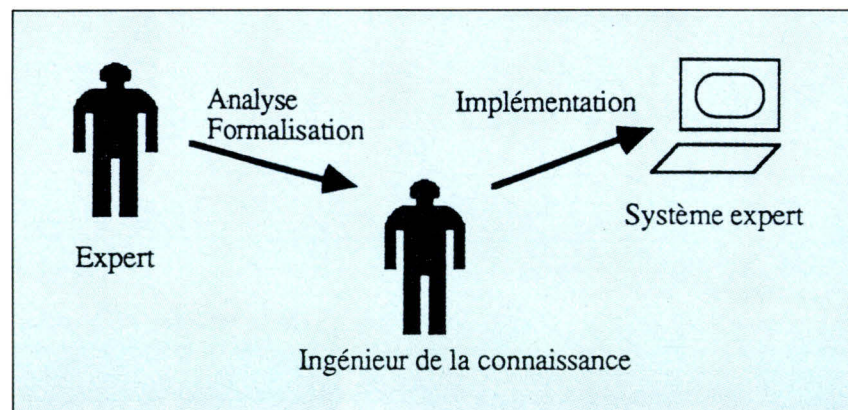 Analyse
Formalisation
Implémentation
Expert
Système expert
Ingénieur de la connaissance